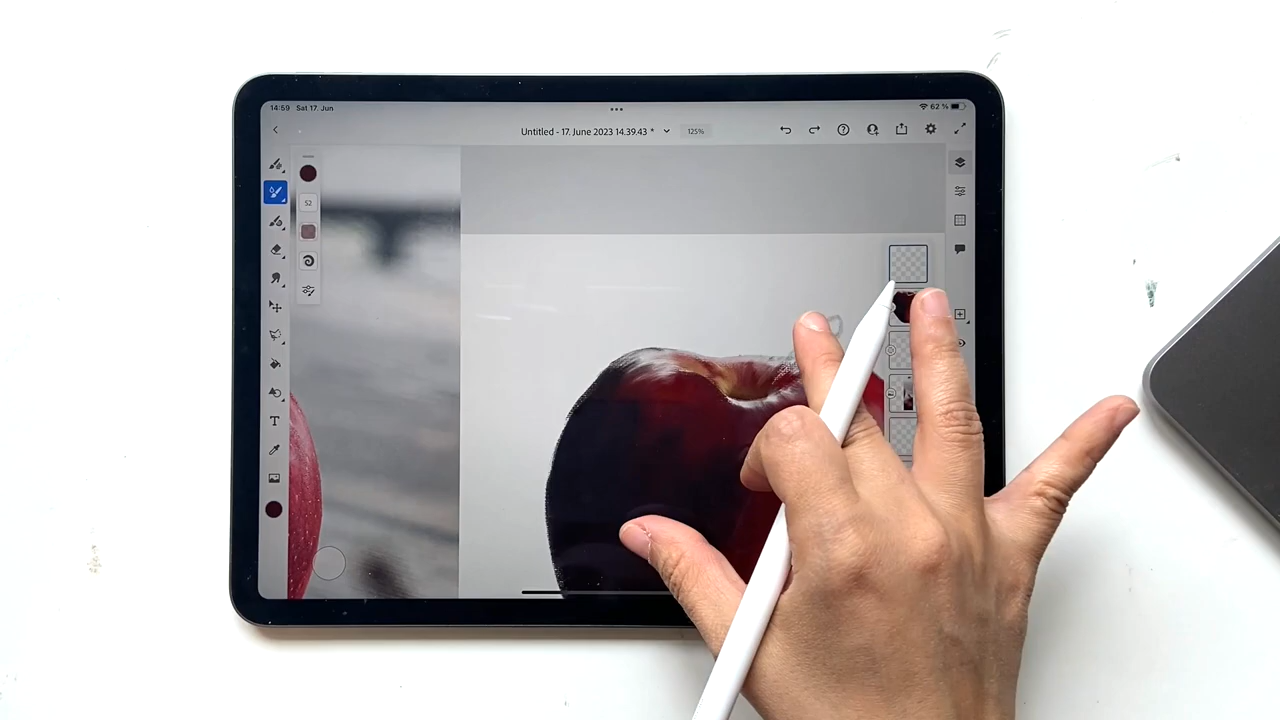 14:59 Sat 17. Jun
62 %
Untitled - 17. June 2023 14.39.43 *
125%
52
T